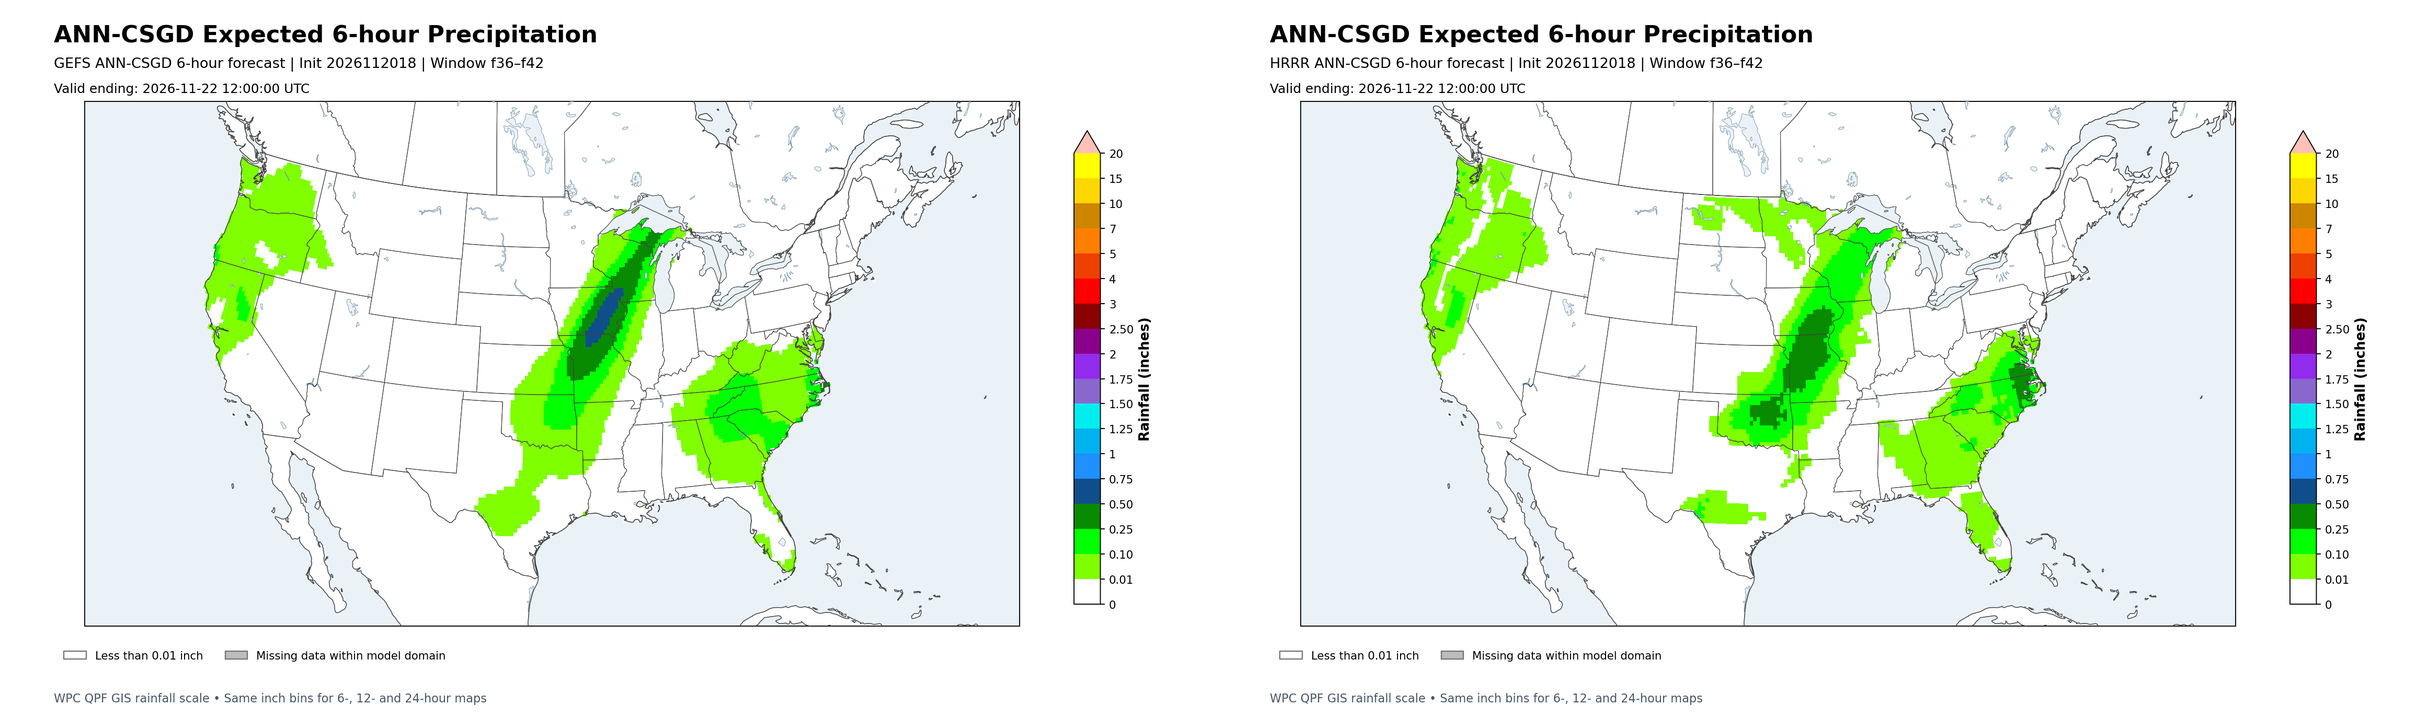 ANN-CSGD Expected 6-hour Precipitation
GEFS ANN-CSGD 6-hour forecast | Init 2026112018 | Window f36–f42
Valid ending: 2026-11-22 12:00:00 UTC
20
15
10
7
5
4
3
2.50
2
1.75
1.50
1.25
1
0.75
0.50
0.25
0.10
0.01
0
Rainfall (inches)
Less than 0.01 inch
Missing data within model domain
WPC QPF GIS rainfall scale • Same inch bins for 6-, 12- and 24-hour maps
ANN-CSGD Expected 6-hour Precipitation
HRRR ANN-CSGD 6-hour forecast | Init 2026112018 | Window f36–f42
Valid ending: 2026-11-22 12:00:00 UTC
20
15
10
7
5
4
3
2.50
2
1.75
1.50
1.25
1
0.75
0.50
0.25
0.10
0.01
0
Rainfall (inches)
Less than 0.01 inch
Missing data within model domain
WPC QPF GIS rainfall scale • Same inch bins for 6-, 12- and 24-hour maps